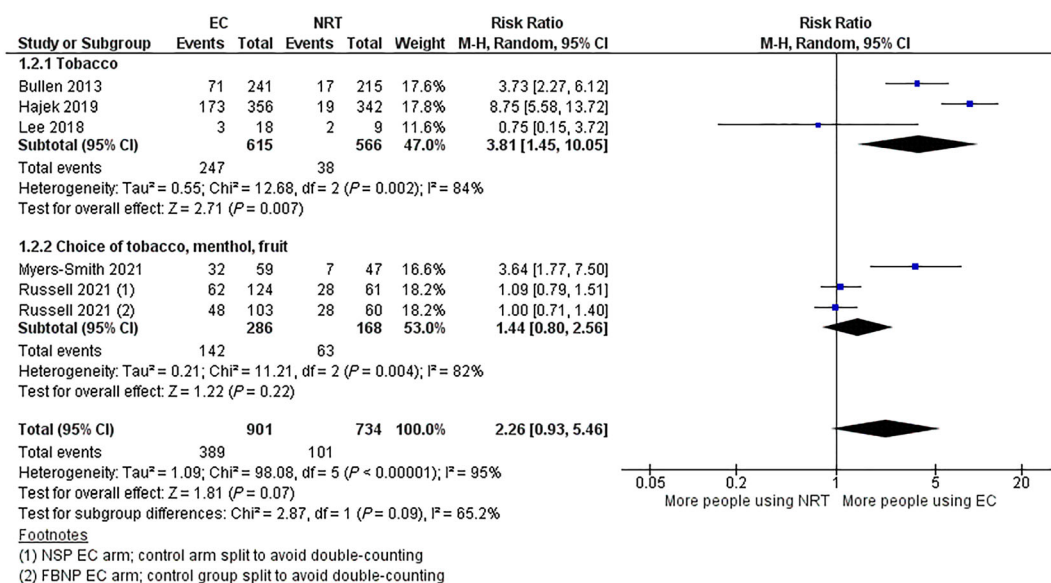 EC NRT Risk Ratio Risk Ratio
Study or Subgroup Events Total Events Total Weight M-H, Random, 95% CI M-H, Random, 95% CI
1.2.1 Tobacco
Bullen 2013 71 241 17 215 17.6% 3.73 [2.27, 6.12]
Hajek 2019 173 356 19 342 17.8% 8.75 [5.58, 13.72]
Lee 2018 3 18 2 9 11.6% 0.75 [0.15, 3.72]
Subtotal (95% CI) 615 566 47.0% 3.81 [1.45, 10.05]
Total events 247 38
Heterogeneity: Tau² = 0.55; Chi² = 12.68, df = 2 (P = 0.002); I² = 84%
Test for overall effect: Z = 2.71 (P = 0.007)
1.2.2 Choice of tobacco, menthol, fruit
Myers-Smith 2021 32 59 7 47 16.6% 3.64 [1.77, 7.50]
Russell 2021 (1) 62 124 28 61 18.2% 1.09 [0.79, 1.51]
Russell 2021 (2) 48 103 28 60 18.2% 1.00 [0.71, 1.40]
Subtotal (95% CI) 286 168 53.0% 1.44 [0.80, 2.56]
Total events 142 63
Heterogeneity: Tau² = 0.21; Chi² = 11.21, df = 2 (P = 0.004); I² = 82%
Test for overall effect: Z = 1.22 (P = 0.22)
Total (95% CI) 901 734 100.0% 2.26 [0.93, 5.46]
Total events 389 101
Heterogeneity: Tau² = 1.09; Chi² = 98.08, df = 5 (P < 0.00001); I² = 95%
Test for overall effect: Z = 1.81 (P = 0.07)
Test for subgroup differences: Chi² = 2.87, df = 1 (P = 0.09), I² = 65.2%
0.05 0.2 1 5 20
More people using NRT More people using EC
Footnotes
(1) NSP EC arm; control arm split to avoid double-counting
(2) FBNP EC arm; control group split to avoid double-counting